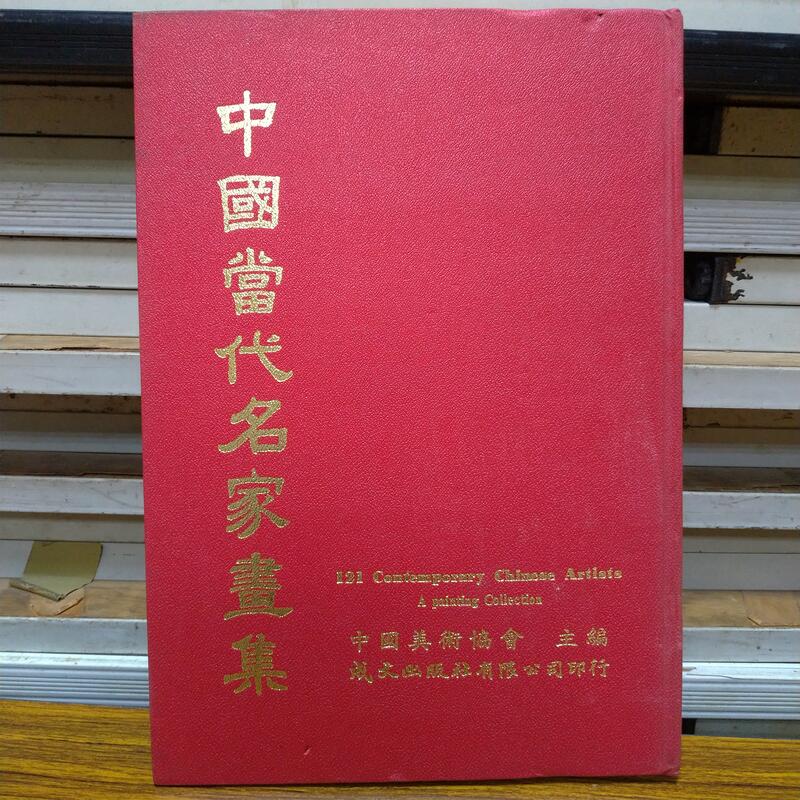 中國當代名家畫集
121 Contemporary Chinese Artists
A painting Collection
中國美術協會 主編
文出版社有限公司印行